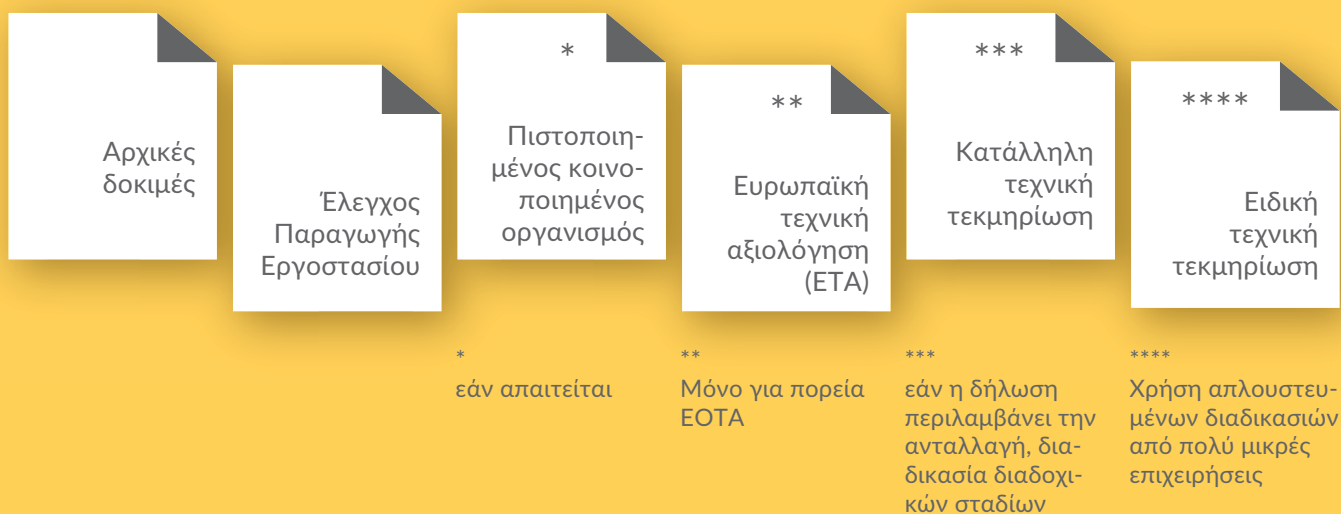 Αρχικές
δοκιμές
Έλεγχος
Παραγωγής
Εργοστασίου
*
Πιστοποιη-
μένος κοινο-
ποιημένος
οργανισμός
**
Ευρωπαϊκή
τεχνική
αξιολόγηση
(ETA)
***
Κατάλληλη
τεχνική
τεκμηρίωση
****
Ειδική
τεχνική
τεκμηρίωση
*
εάν απαιτείται
**
Μόνο για πορεία
ΕΟΤΑ
***
εάν η δήλωση
περιλαμβάνει την
ανταλλαγή, δια-
δικασία διαδοχι-
κών σταδίων
****
Χρήση απλουστευ-
μένων διαδικασιών
από πολύ μικρές
επιχειρήσεις